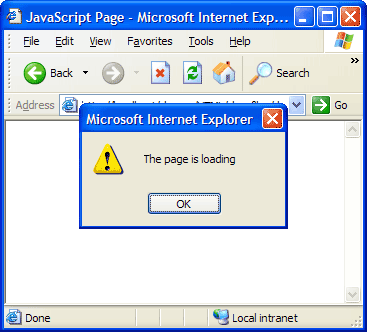 JavaScript Page - Microsoft Internet Exp...
File Edit View Favorites Tools Help
Back Search
Address Go
Microsoft Internet Explorer
The page is loading
OK
Done Local intranet